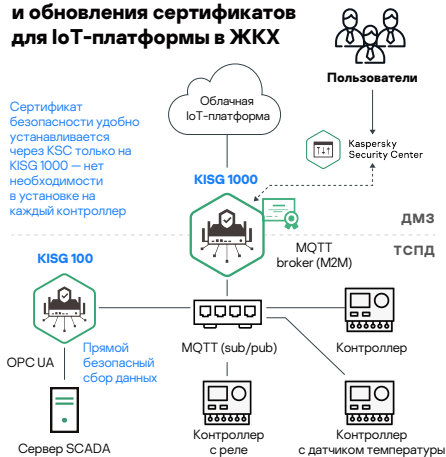 и обновления сертификатов
для IoT-платформы в ЖКХ
Пользователи
Облачная
IoT-платформа
Сертификат
безопасности удобно
устанавливается
через KSC только на
KISG 1000 — нет
необходимости
в установке на
каждый контроллер
Kaspersky
Security Center
KISG 1000
ДМЗ
ТСПД
MQTT
broker (M2M)
KISG 100
OPC UA
Прямой
безопасный
сбор данных
MQTT (sub/pub)
Контроллер
Сервер SCADA
Контроллер
с реле
Контроллер
с датчиком температуры